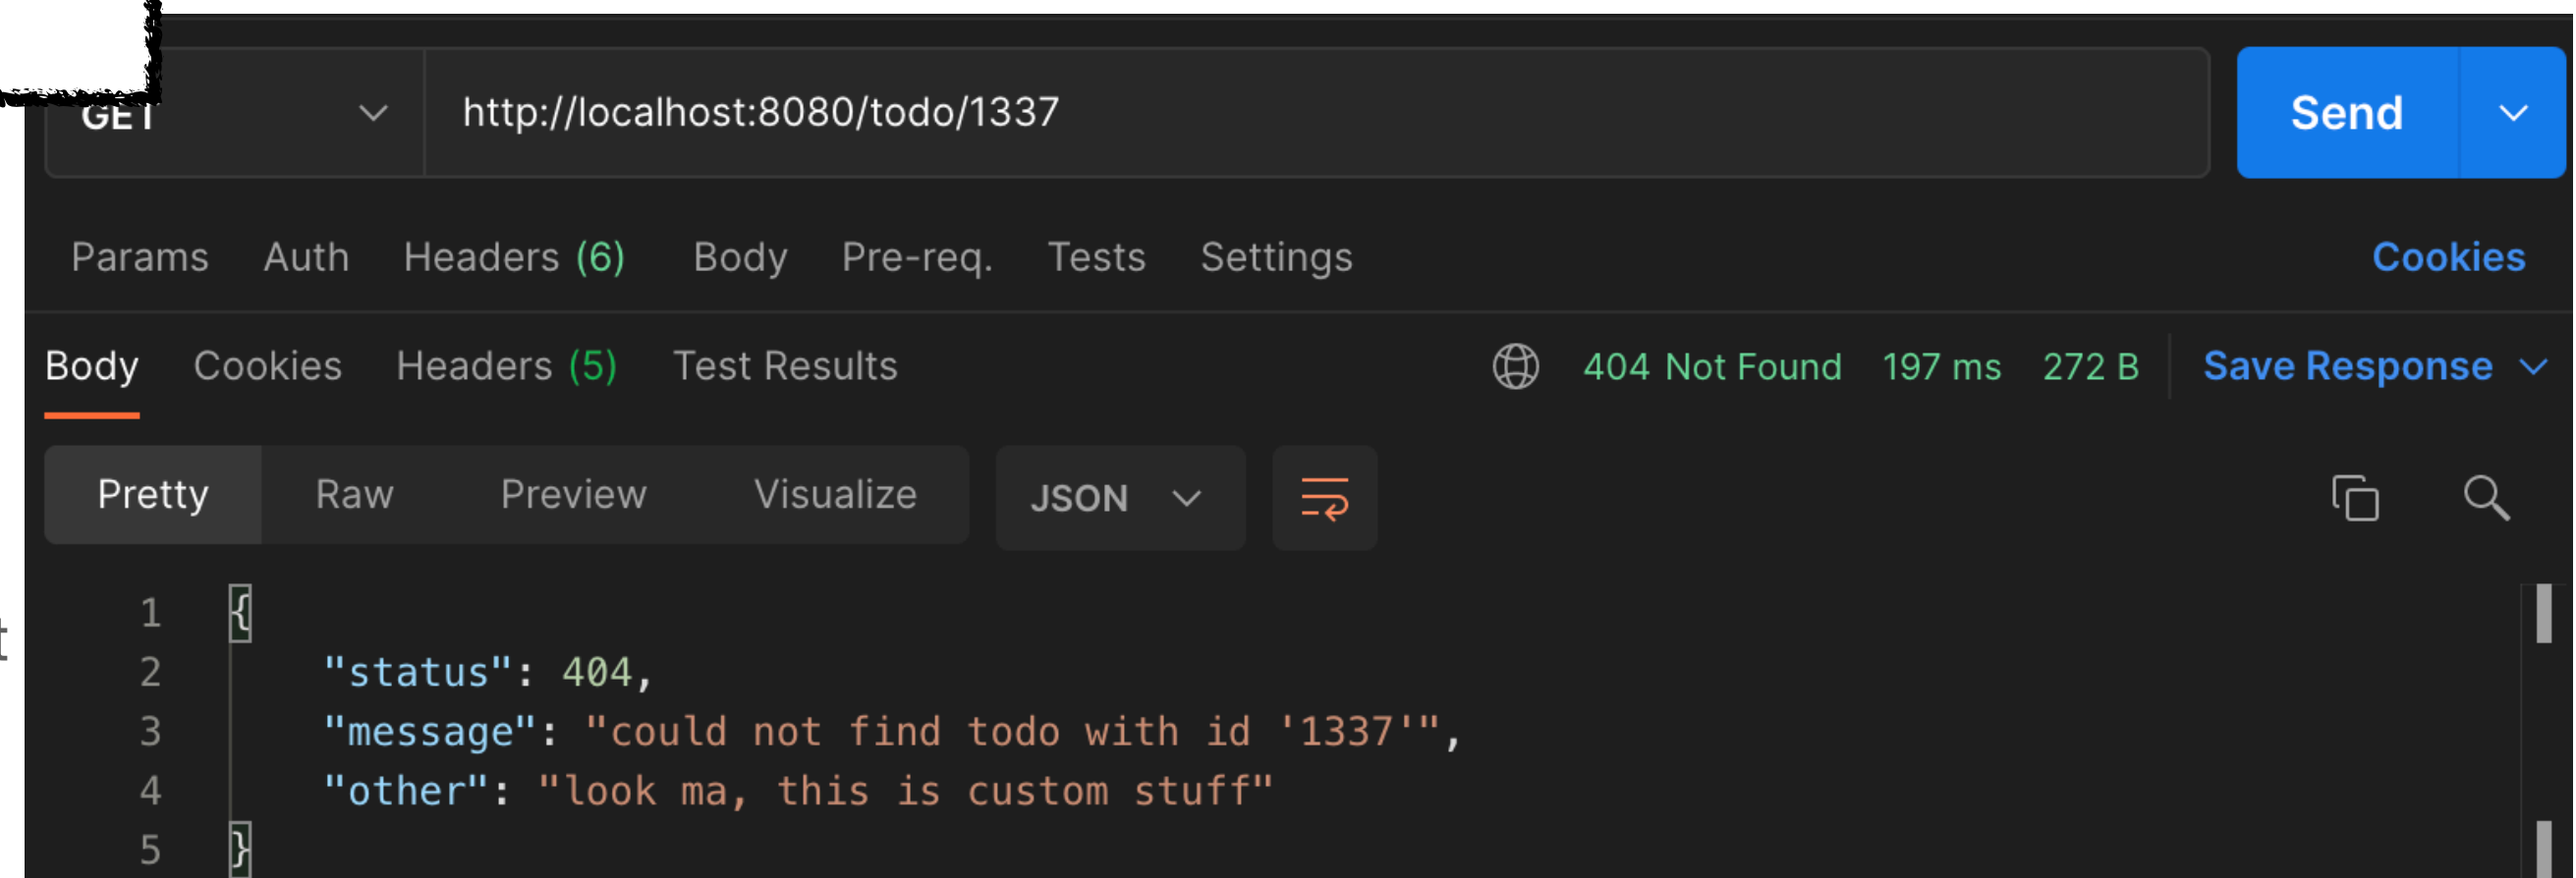 GET http://localhost:8080/todo/1337 Send
Params Auth Headers (6) Body Pre-req. Tests Settings Cookies
Body Cookies Headers (5) Test Results 404 Not Found 197 ms 272 B Save Response
Pretty Raw Preview Visualize JSON
1 {
2 "status": 404,
3 "message": "could not find todo with id '1337'",
4 "other": "look ma, this is custom stuff"
5 }